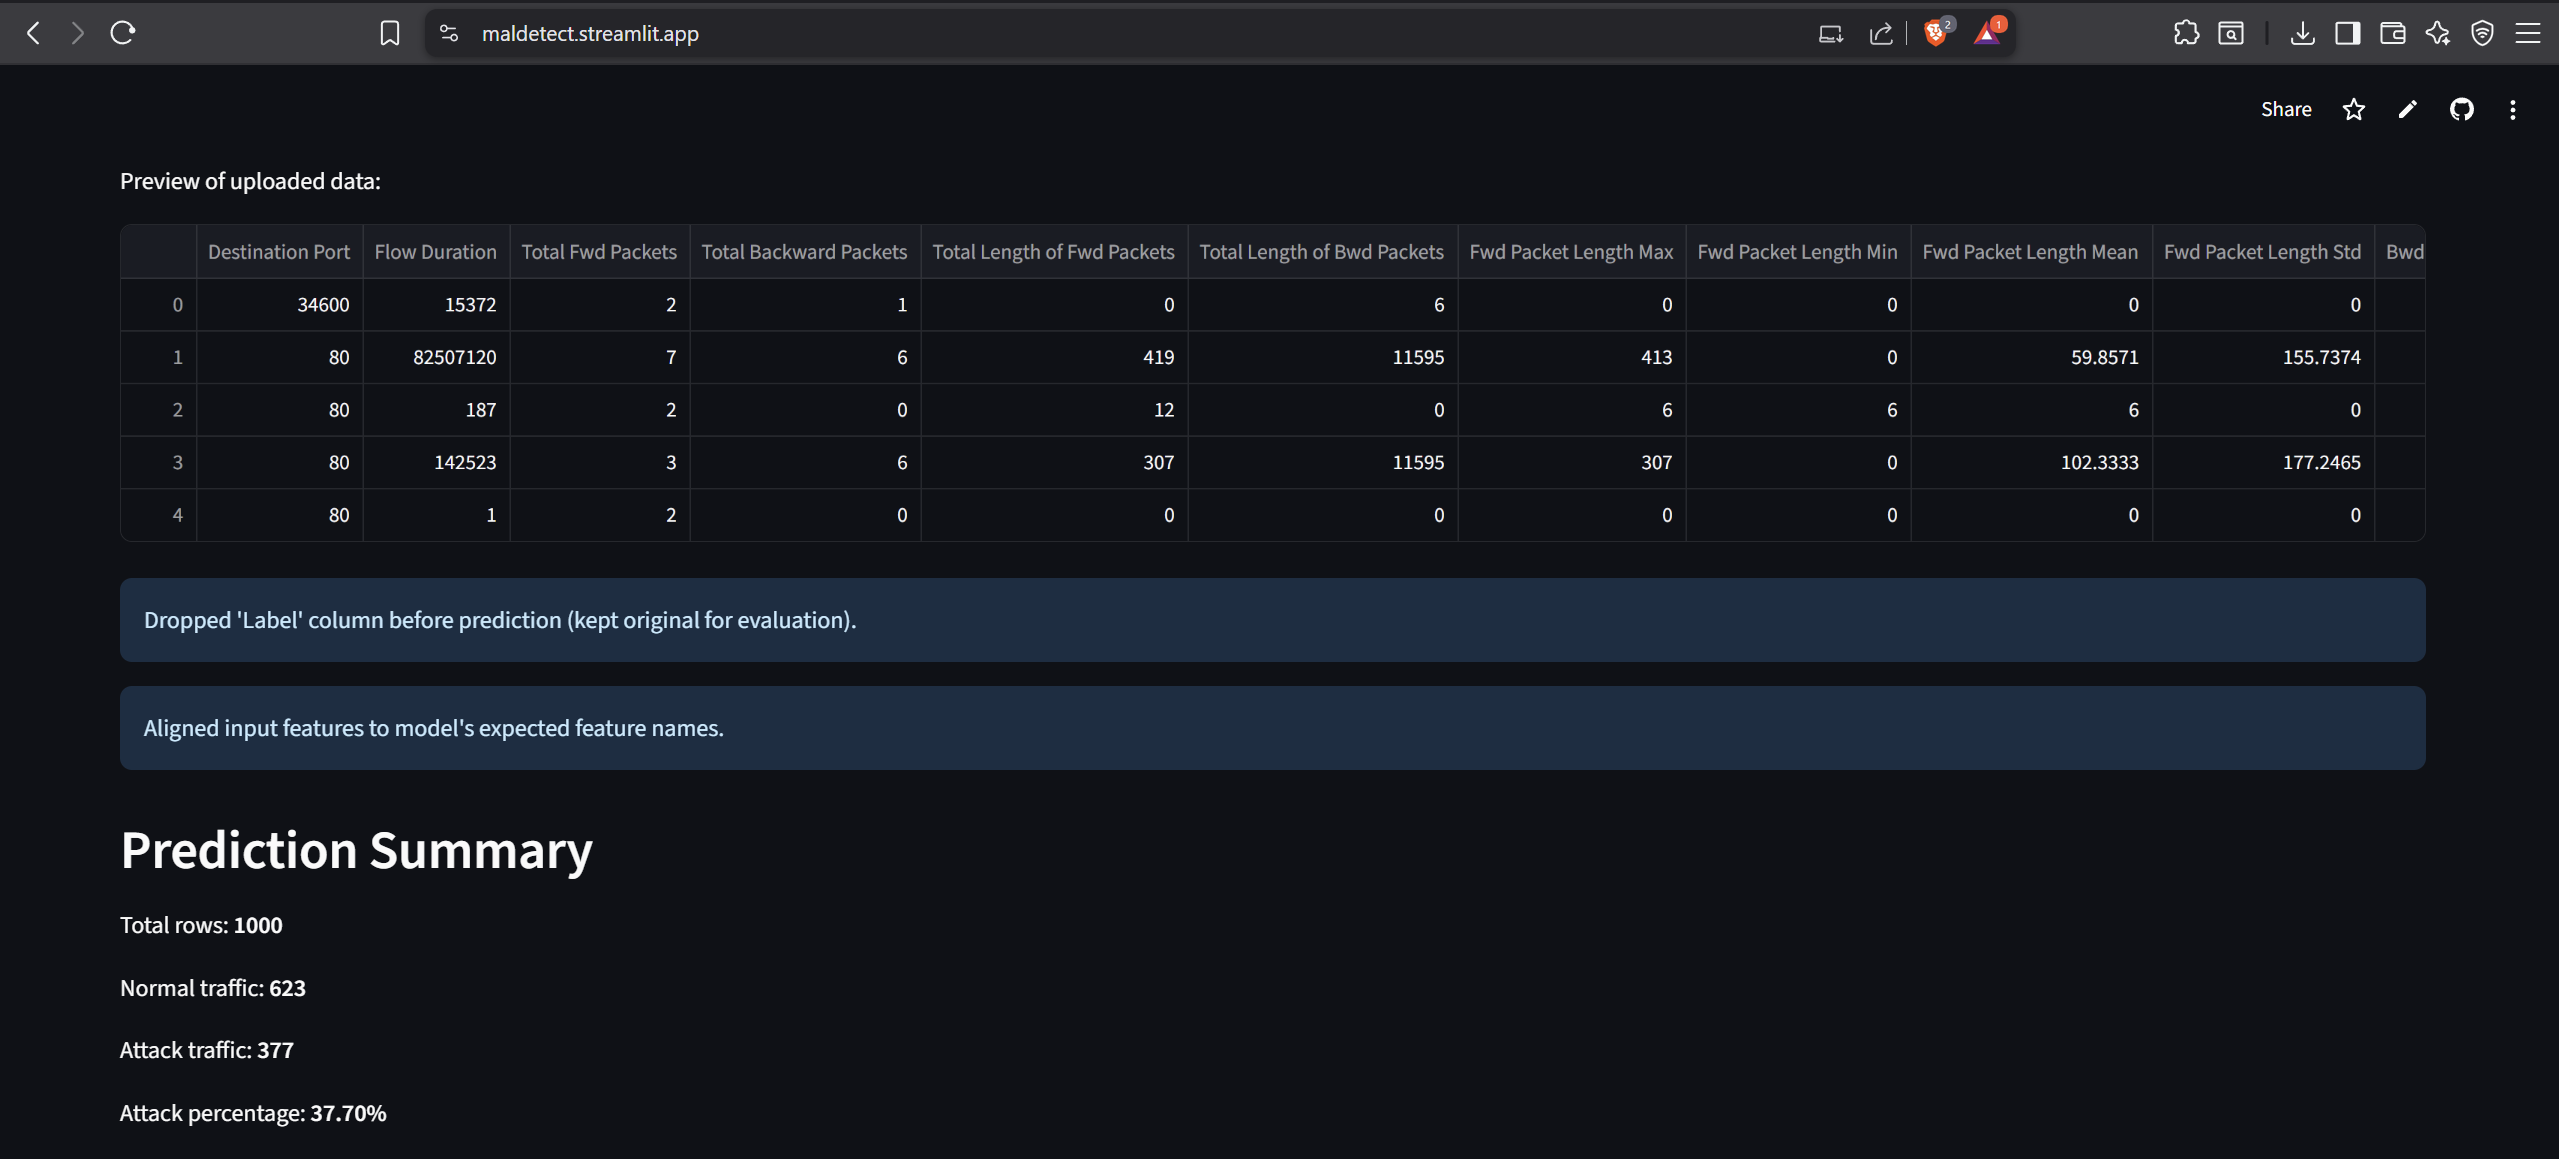 maldetect.streamlit.app
2
1
Share
Preview of uploaded data:
Destination Port Flow Duration Total Fwd Packets Total Backward Packets Total Length of Fwd Packets Total Length of Bwd Packets Fwd Packet Length Max Fwd Packet Length Min Fwd Packet Length Mean Fwd Packet Length Std Bwd
0 34600 15372 2 1 0 6 0 0 0 0
1 80 82507120 7 6 419 11595 413 0 59.8571 155.7374
2 80 187 2 0 12 0 6 6 6 0
3 80 142523 3 6 307 11595 307 0 102.3333 177.2465
4 80 1 2 0 0 0 0 0 0 0
Dropped 'Label' column before prediction (kept original for evaluation).
Aligned input features to model's expected feature names.
Prediction Summary
Total rows: 1000
Normal traffic: 623
Attack traffic: 377
Attack percentage: 37.70%